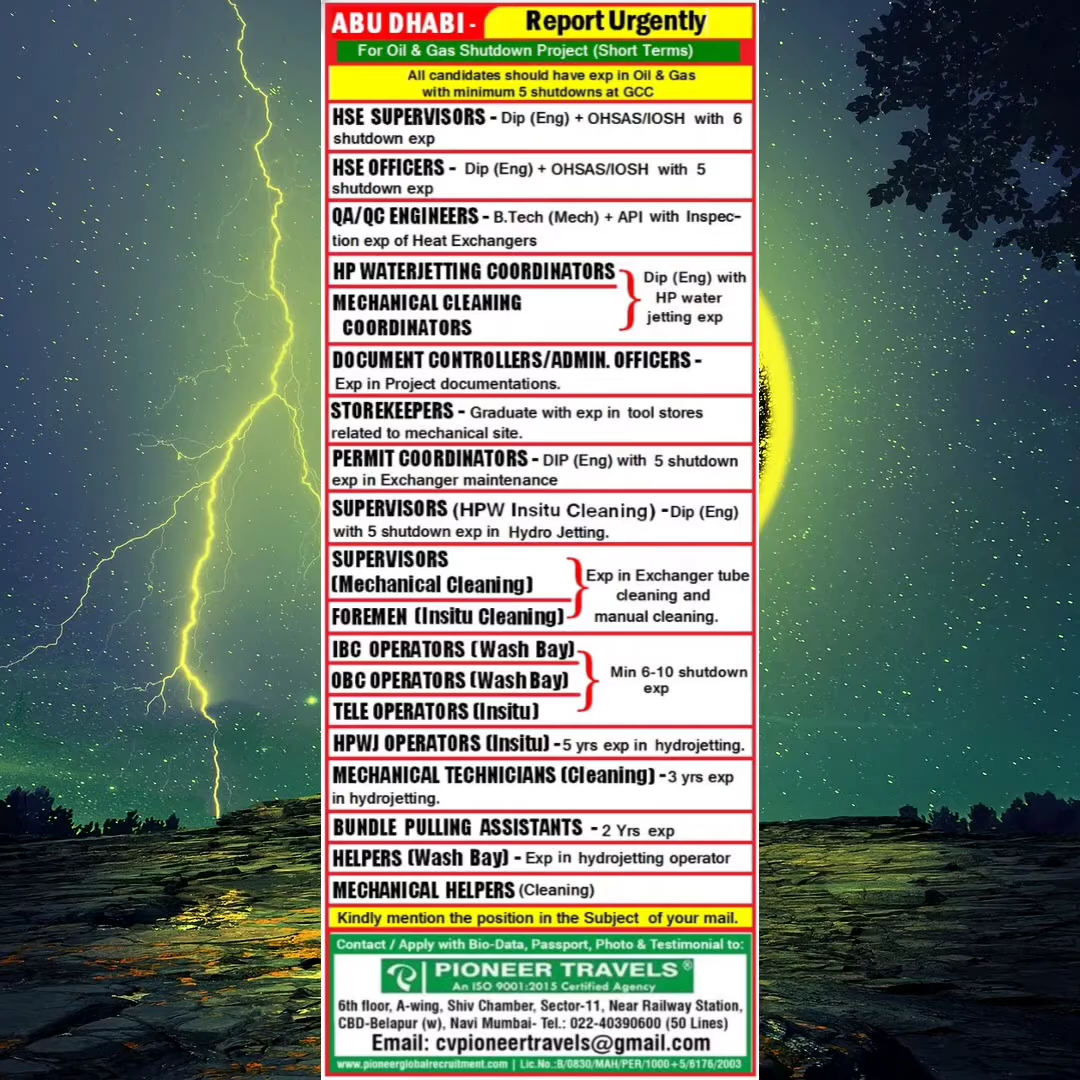 ABU DHABI - Report Urgently
For Oil & Gas Shutdown Project (Short Terms)
All candidates should have exp in Oil & Gas
with minimum 5 shutdowns at GCC
HSE SUPERVISORS - Dip (Eng) + OHSAS/IOSH with 6
shutdown exp
HSE OFFICERS - Dip (Eng) + OHSAS/IOSH with 5
shutdown exp
QA/QC ENGINEERS - B.Tech (Mech) + API with Inspec-
tion exp of Heat Exchangers
HP WATERJETTING COORDINATORS
MECHANICAL CLEANING
COORDINATORS
Dip (Eng) with
HP water
jetting exp
DOCUMENT CONTROLLERS/ADMIN. OFFICERS -
Exp in Project documentations.
STOREKEEPERS - Graduate with exp in tool stores
related to mechanical site.
PERMIT COORDINATORS - DIP (Eng) with 5 shutdown
exp in Exchanger maintenance
SUPERVISORS (HPW Insitu Cleaning) - Dip (Eng)
with 5 shutdown exp in Hydro Jetting.
SUPERVISORS
(Mechanical Cleaning)
FOREMEN (Insitu Cleaning)
Exp in Exchanger tube
cleaning and
manual cleaning.
IBC OPERATORS (Wash Bay)
OBC OPERATORS (Wash Bay)
TELE OPERATORS (Insitu)
Min 6-10 shutdown
exp
HPWJ OPERATORS (Insitu) - 5 yrs exp in hydrojetting.
MECHANICAL TECHNICIANS (Cleaning) - 3 yrs exp
in hydrojetting.
BUNDLE PULLING ASSISTANTS - 2 Yrs exp
HELPERS (Wash Bay) - Exp in hydrojetting operator
MECHANICAL HELPERS (Cleaning)
Kindly mention the position in the Subject of your mail.
Contact / Apply with Bio-Data, Passport, Photo & Testimonial to:
PIONEER TRAVELS®
An ISO 9001:2015 Certified Agency
6th floor, A-wing, Shiv Chamber, Sector-11, Near Railway Station,
CBD-Belapur (w), Navi Mumbai- Tel.: 022-40390600 (50 Lines)
Email: cvpioneertravels@gmail.com
www.pioneerglobalrecruitment.com | Lic.No.:B/0830/MAH/PER/1000+5/6176/2003